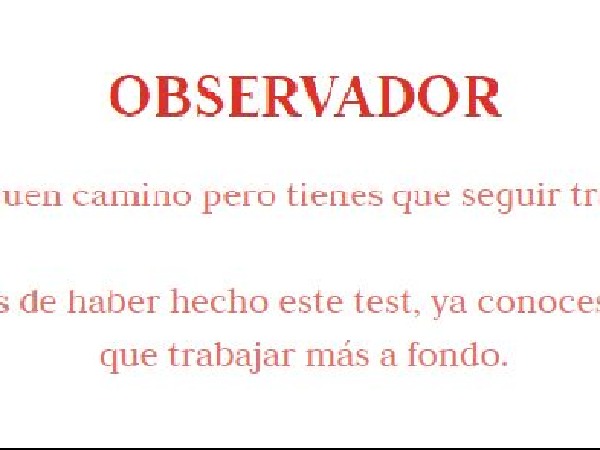 OBSERVADOR
uen camino pero tienes que seguir tr
s de haber hecho este test, ya conoces
que trabajar más a fondo.